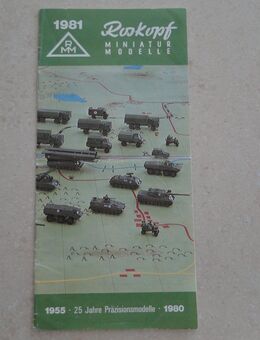 1981
RMM
Roskopf
MINIATUR
MODELLE
1955 · 25 Jahre Präzisionsmodelle · 1980